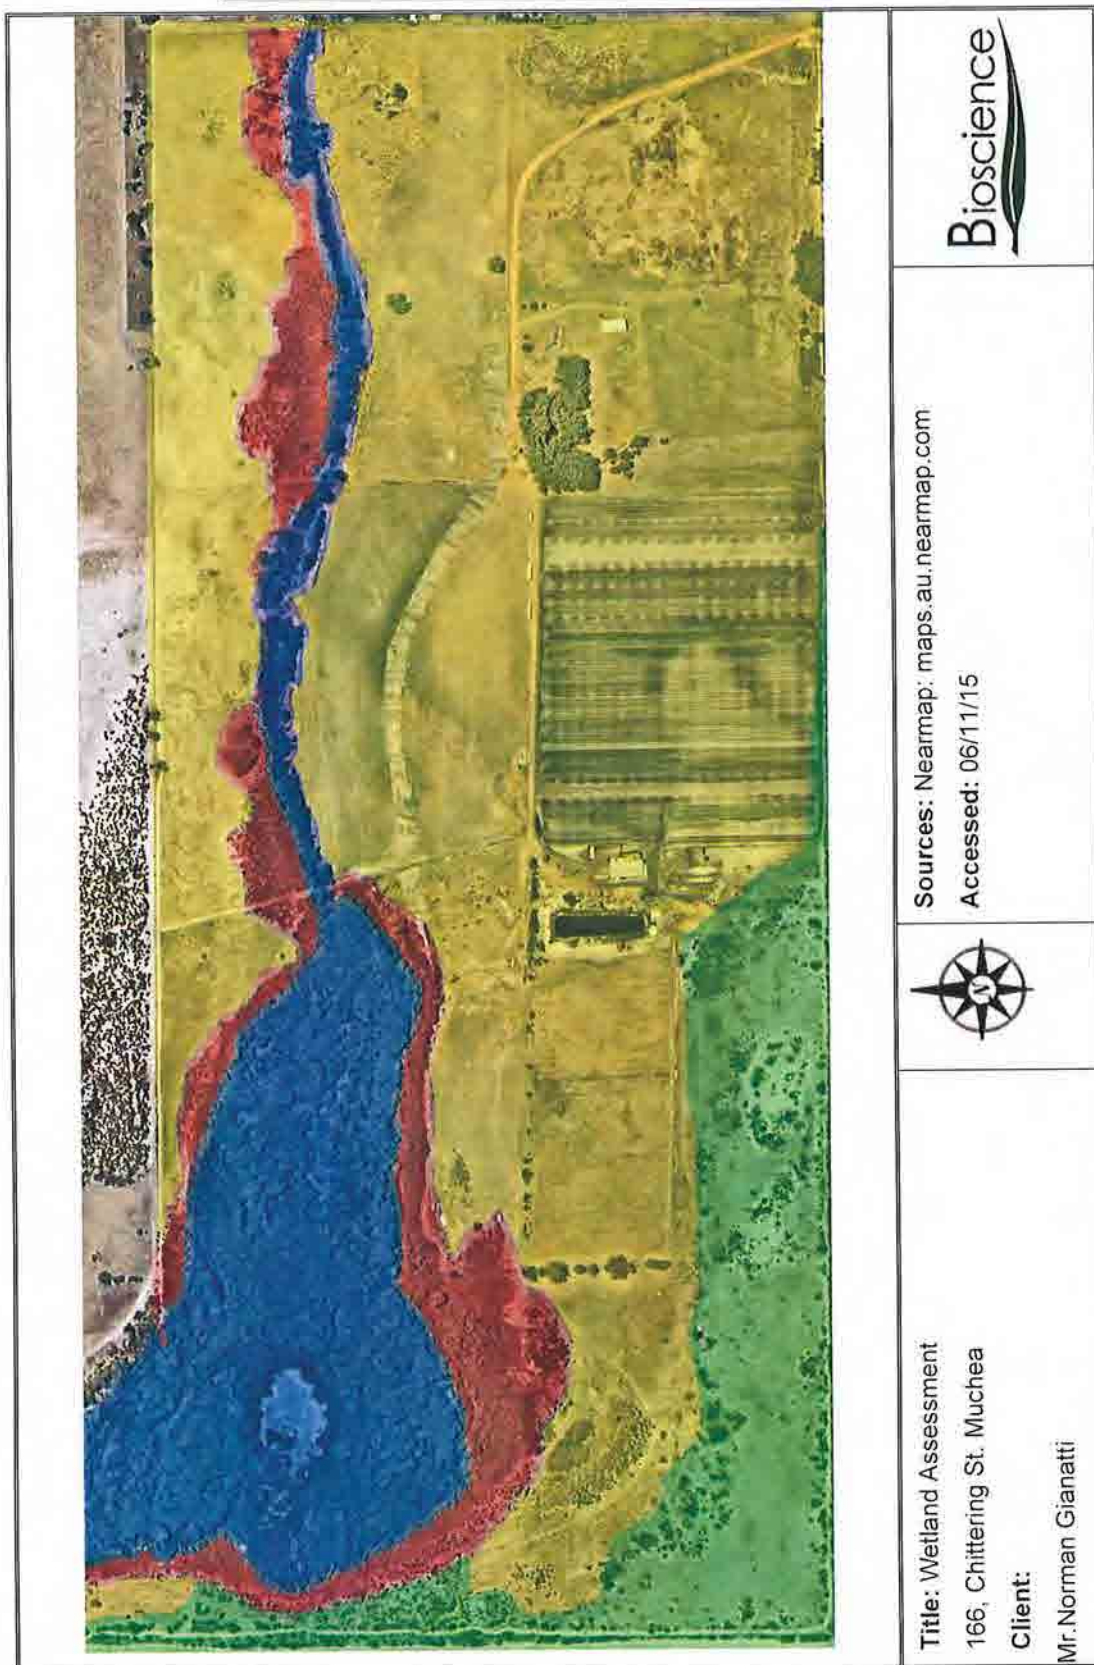 Title: Wetland Assessment
166, Chittering St. Muchea
Client:
Mr.Norman Gianatti
N
Sources: Nearmap: maps.au.nearmap.com
Accessed: 06/11/15
Bioscience